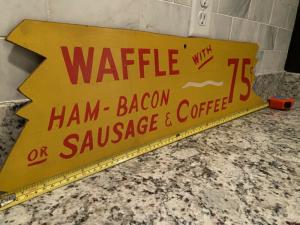 WAFFLE WITH
75¢
HAM-BACON
OR SAUSAGE & COFFEE